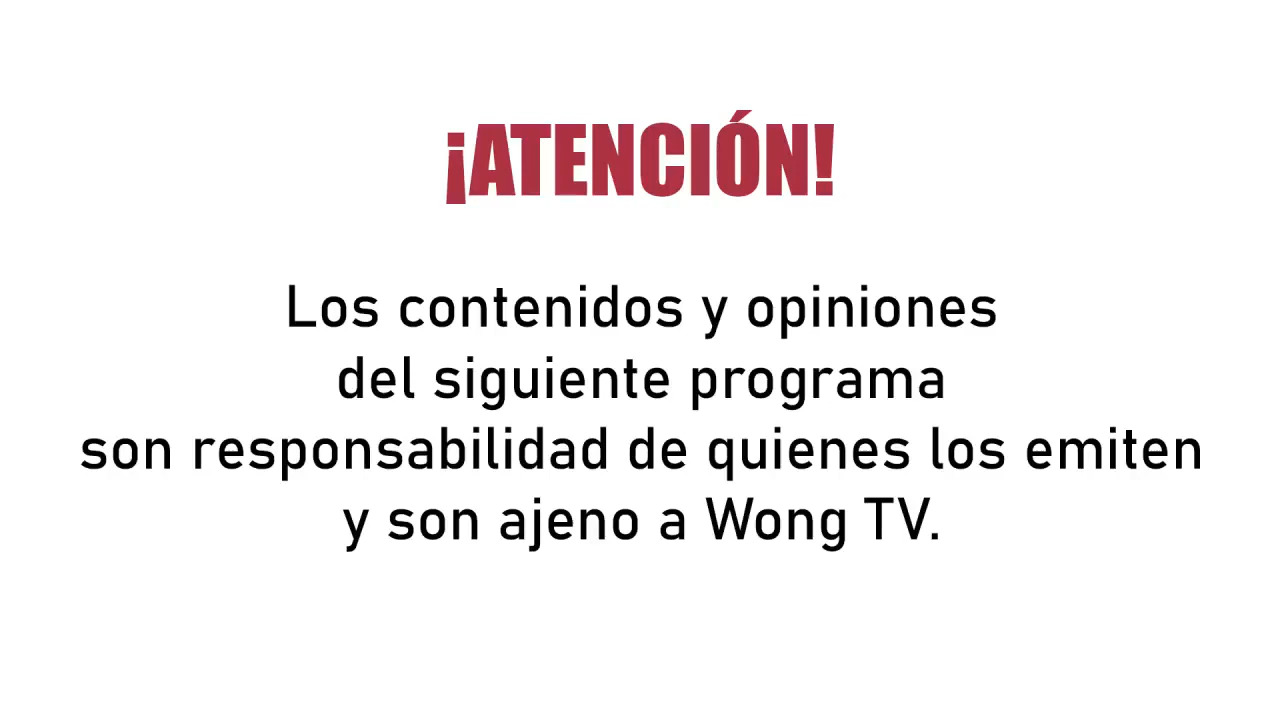 ¡ATENCIÓN!
Los contenidos y opiniones
del siguiente programa
son responsabilidad de quienes los emiten
y son ajeno a Wong TV.